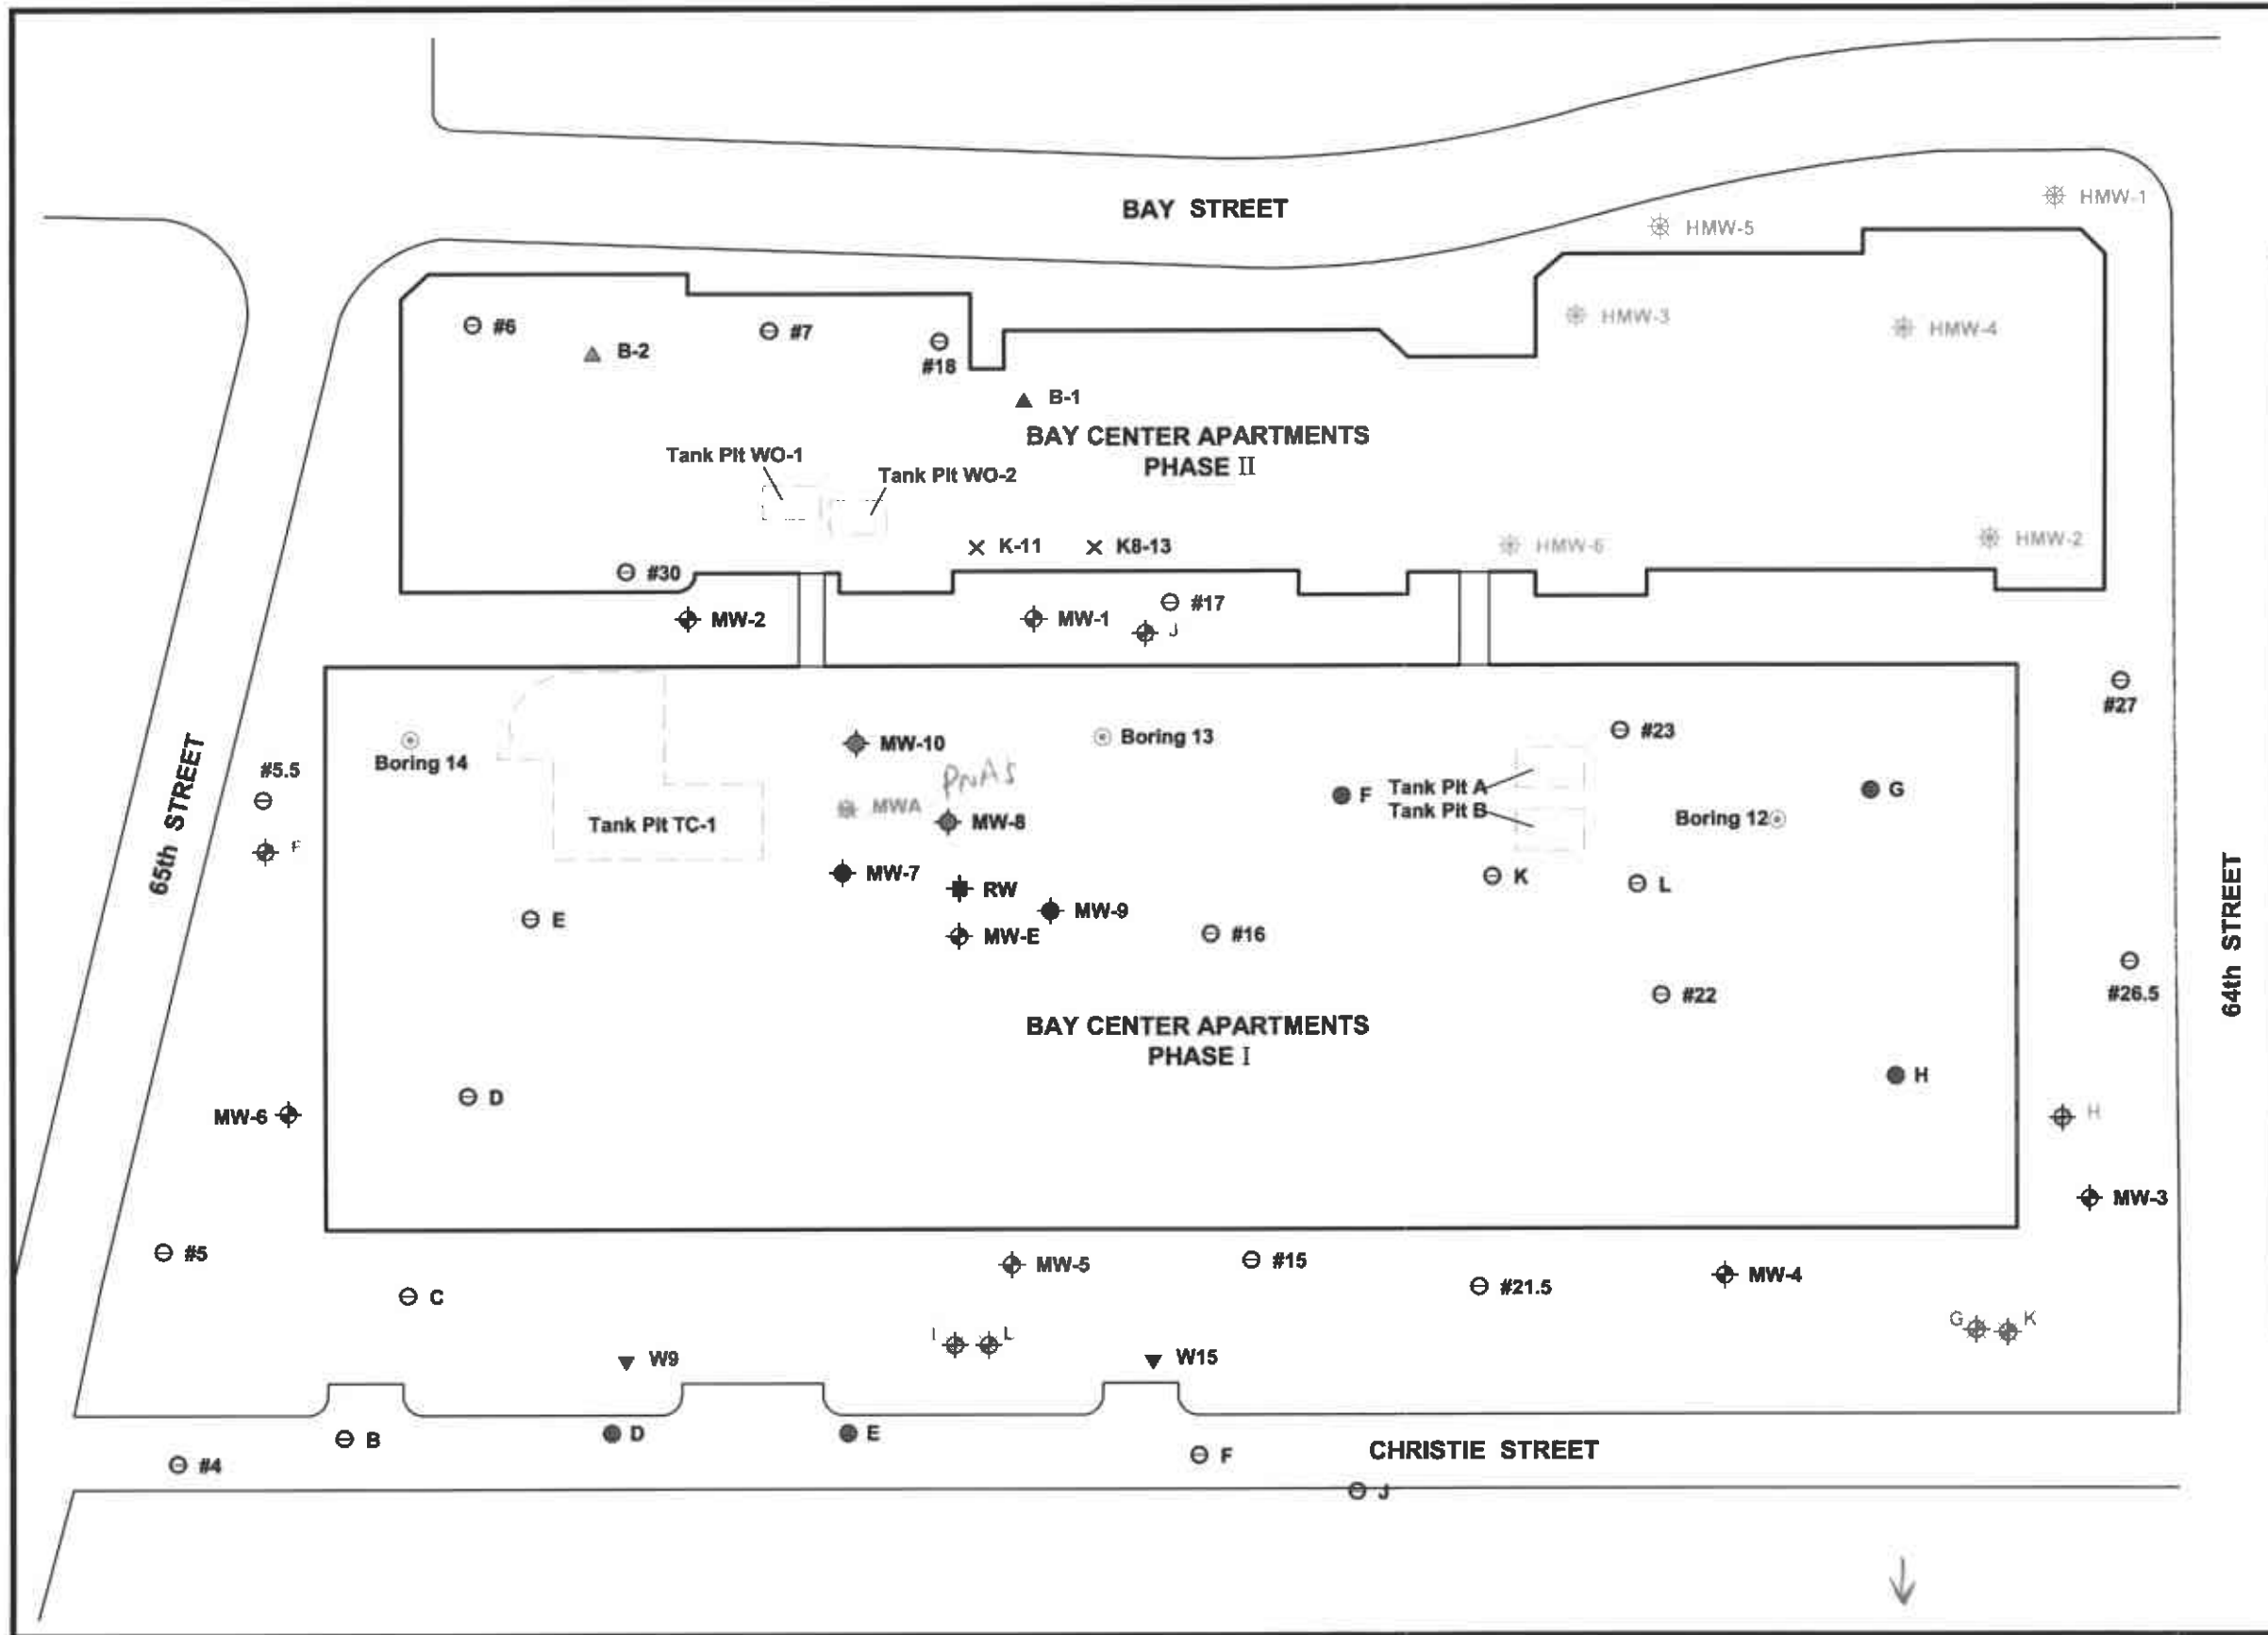 BAY STREET
HMW-1
HMW-5
HMW-3
HMW-4
#6
#7
B-2
#18
B-1
BAY CENTER APARTMENTS
PHASE II
Tank Pit WO-1
Tank Pit WO-2
K-11
K8-13
HMW-6
HMW-2
#30
#17
MW-2
MW-1
J
#27
#23
Boring 14
MW-10
Boring 13
65th STREET
#5.5
PNAS
MWA
MW-8
F
Tank Pit A
Tank Pit B
G
Boring 12
Tank Pit TC-1
F
MW-7
RW
MW-9
MW-E
K
L
E
#16
#22
#26.5
64th STREET
BAY CENTER APARTMENTS
PHASE I
H
D
MW-6
H
MW-3
#5
MW-5
#15
MW-4
C
#21.5
I
L
G
K
W9
W15
B
D
E
F
CHRISTIE STREET
#4
J